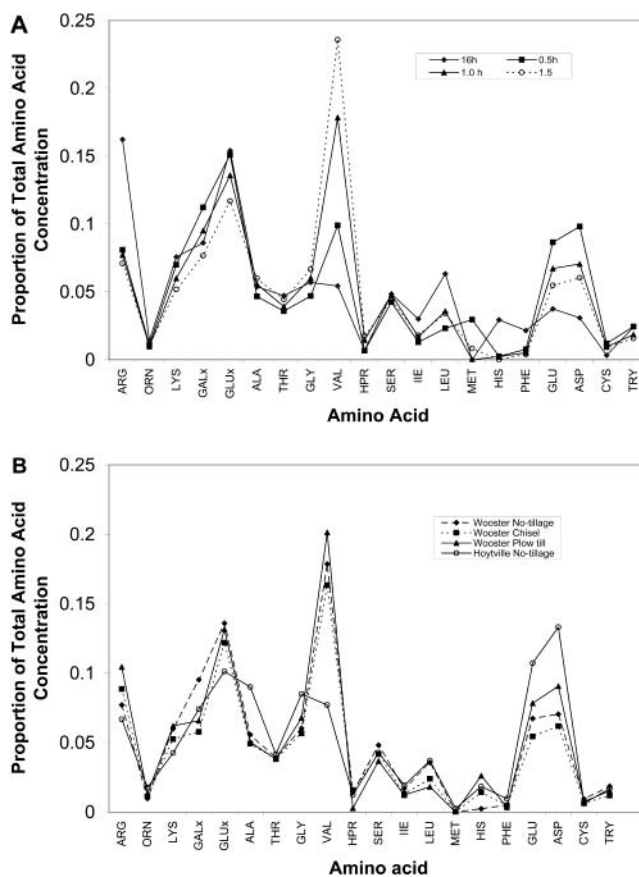 A
Proportion of Total Amino Acid
Concentration
0.25
0.2
0.15
0.1
0.05
0
16h 0.5h
1.0 h 1.5
ARG ORN LYS GALx GLUx ALA THR GLY VAL HPR SER IIE LEU MET HIS PHE GLU ASP CYS TRY
Amino Acid
B
Proportion of Total Amino Acid
Concentration
0.25
0.2
0.15
0.1
0.05
0
Wooster No-tillage
Wooster Chisel
Wooster Plow till
Hoytville No-tillage
ARG ORN LYS GALx GLUx ALA THR GLY VAL HPR SER IIE LEU MET HIS PHE GLU ASP CYS TRY
Amino acid